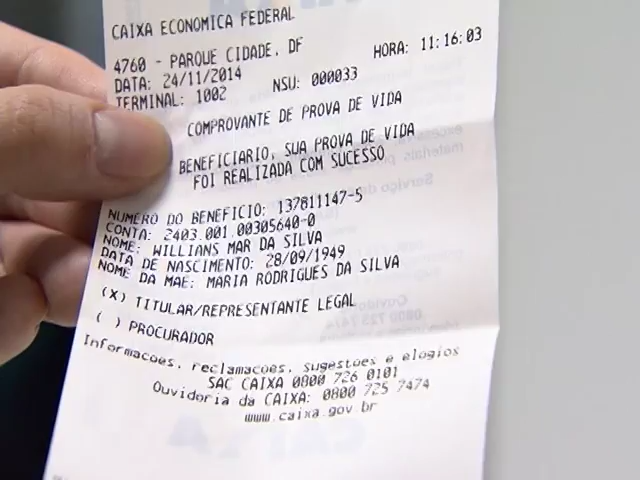 CAIXA ECONOMICA FEDERAL
4760 - PARQUE CIDADE, DF
DATA: 24/11/2014 HORA: 11:16:03
TERMINAL: 1002 NSU: 000033
COMPROVANTE DE PROVA DE VIDA
BENEFICIARIO, SUA PROVA DE VIDA
FOI REALIZADA COM SUCESSO
NUMERO DO BENEFICIO: 137811147-5
CONTA: 2403.001.00305640-0
NOME: WILLIANS MAR DA SILVA
DATA DE NASCIMENTO: 28/09/1949
NOME DA MAE: MARIA RODRIGUES DA SILVA
(X) TITULAR/REPRESENTANTE LEGAL
( ) PROCURADOR
Informacoes, reclamacoes, sugestoes e elogios
SAC CAIXA 0800 726 0101
Ouvidoria da CAIXA: 0800 725 7474
www.caixa.gov.br